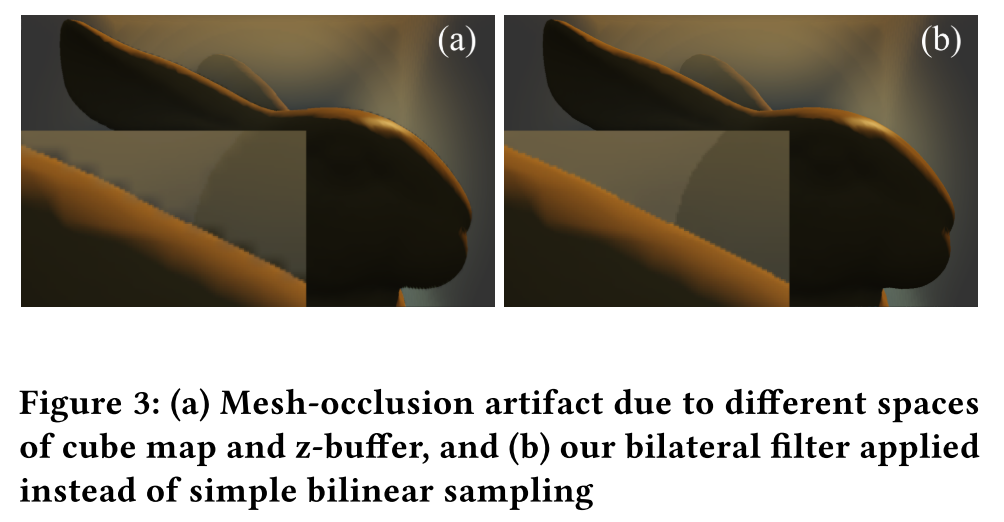 (a)
(b)
Figure 3: (a) Mesh-occlusion artifact due to different spaces
of cube map and z-buffer, and (b) our bilateral filter applied
instead of simple bilinear sampling